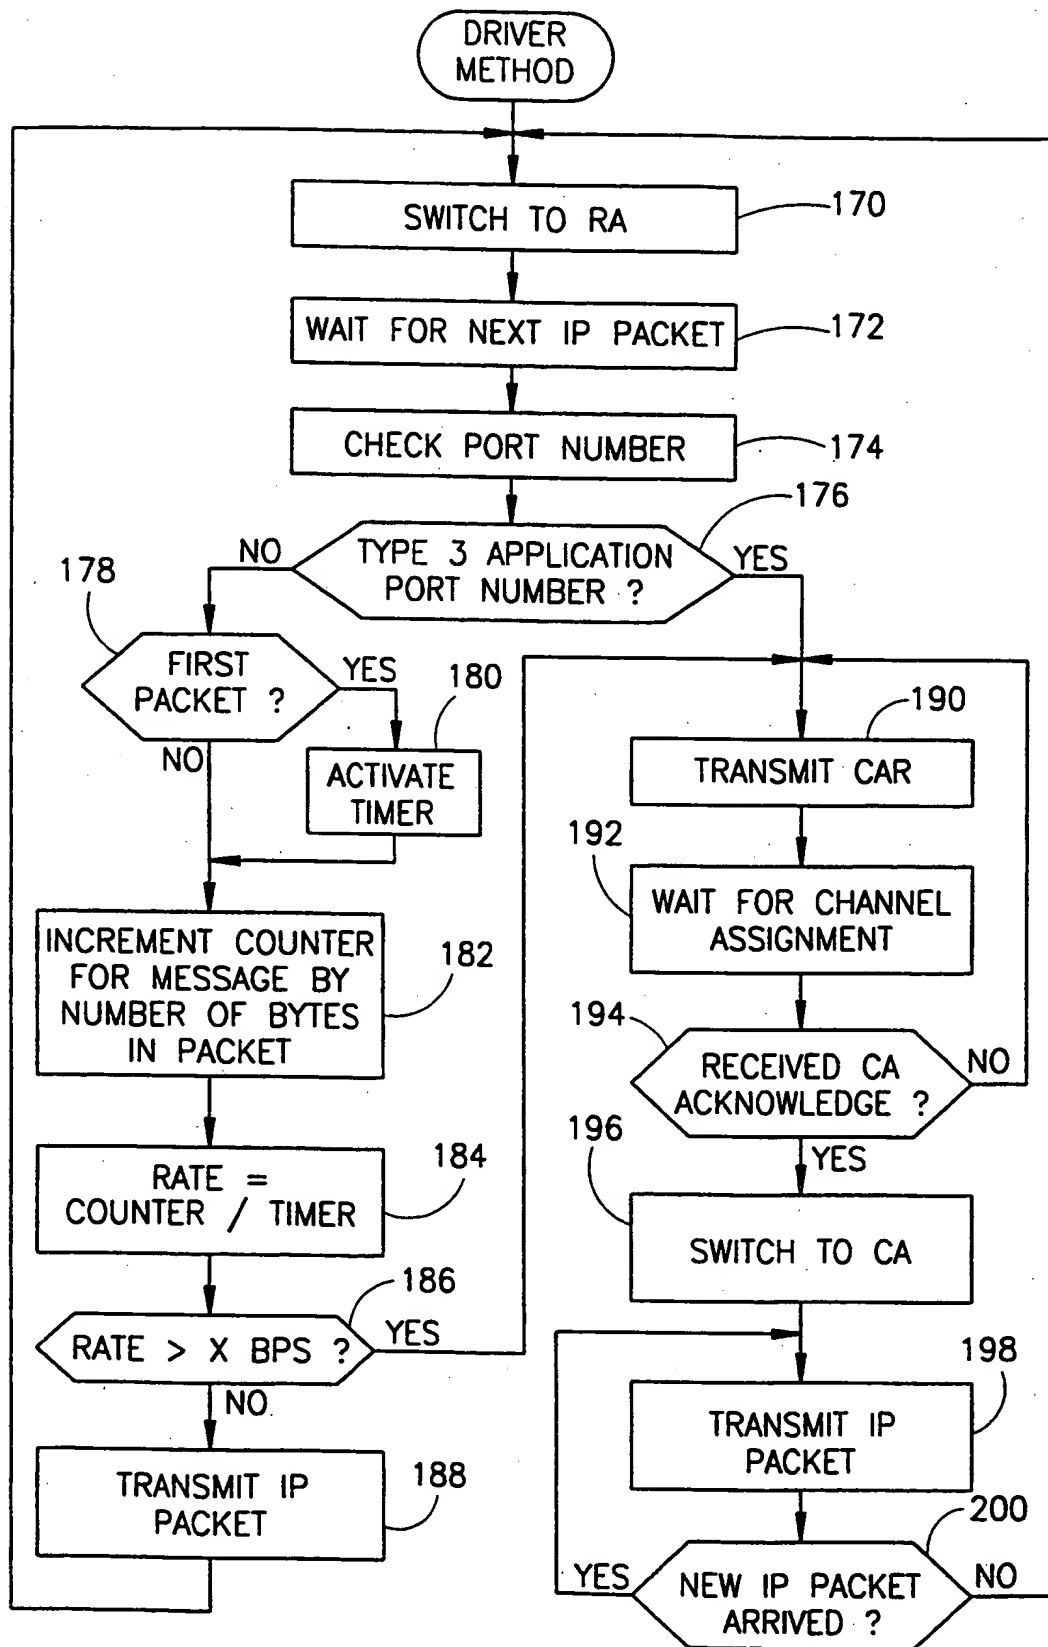 DRIVER
METHOD
SWITCH TO RA
170
WAIT FOR NEXT IP PACKET
172
CHECK PORT NUMBER
174
176
TYPE 3 APPLICATION
PORT NUMBER ?
NO
YES
178
FIRST
PACKET ?
YES
NO
180
ACTIVATE
TIMER
INCREMENT COUNTER
FOR MESSAGE BY
NUMBER OF BYTES
IN PACKET
182
RATE =
COUNTER / TIMER
184
186
RATE > X BPS ?
YES
NO
TRANSMIT IP
PACKET
188
190
TRANSMIT CAR
192
WAIT FOR CHANNEL
ASSIGNMENT
194
RECEIVED CA
ACKNOWLEDGE ?
NO
YES
196
SWITCH TO CA
198
TRANSMIT IP
PACKET
200
YES
NEW IP PACKET
ARRIVED ?
NO